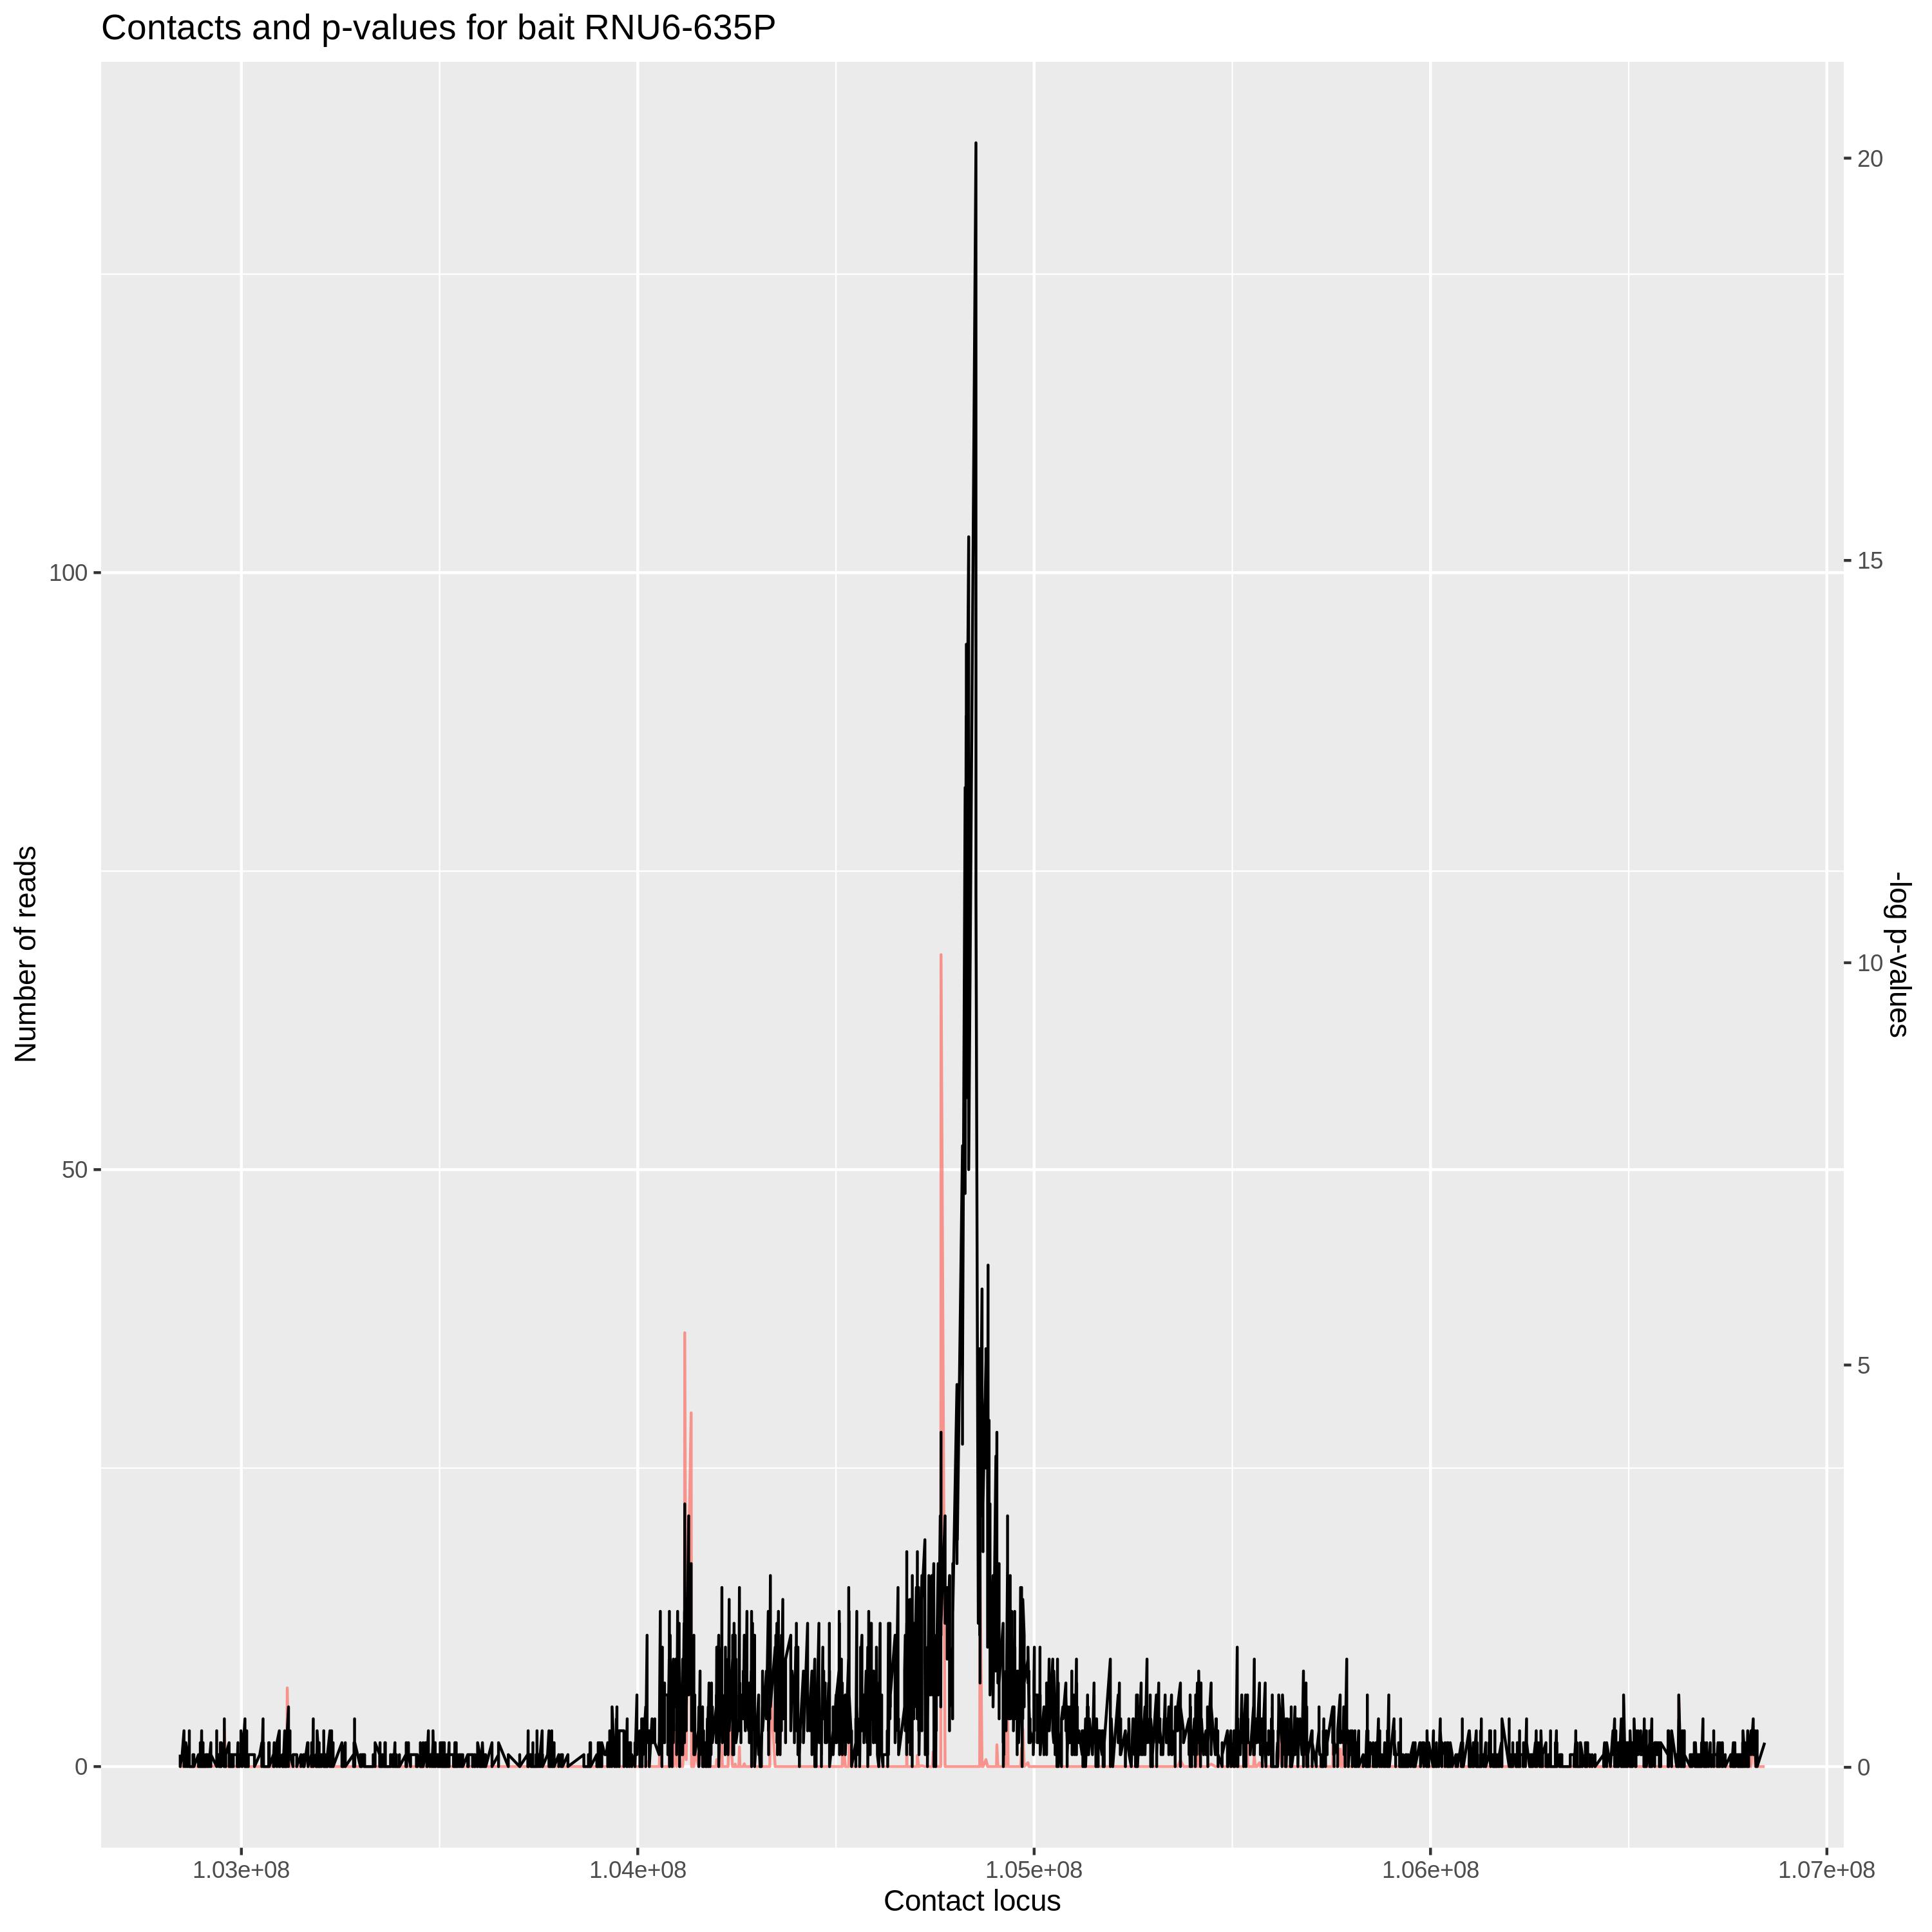 Contacts and p-values for bait RNU6-635P
Number of reads
100
50
0
20
15
10
5
0
-log p-values
1.03e+08 1.04e+08 1.05e+08 1.06e+08 1.07e+08
Contact locus